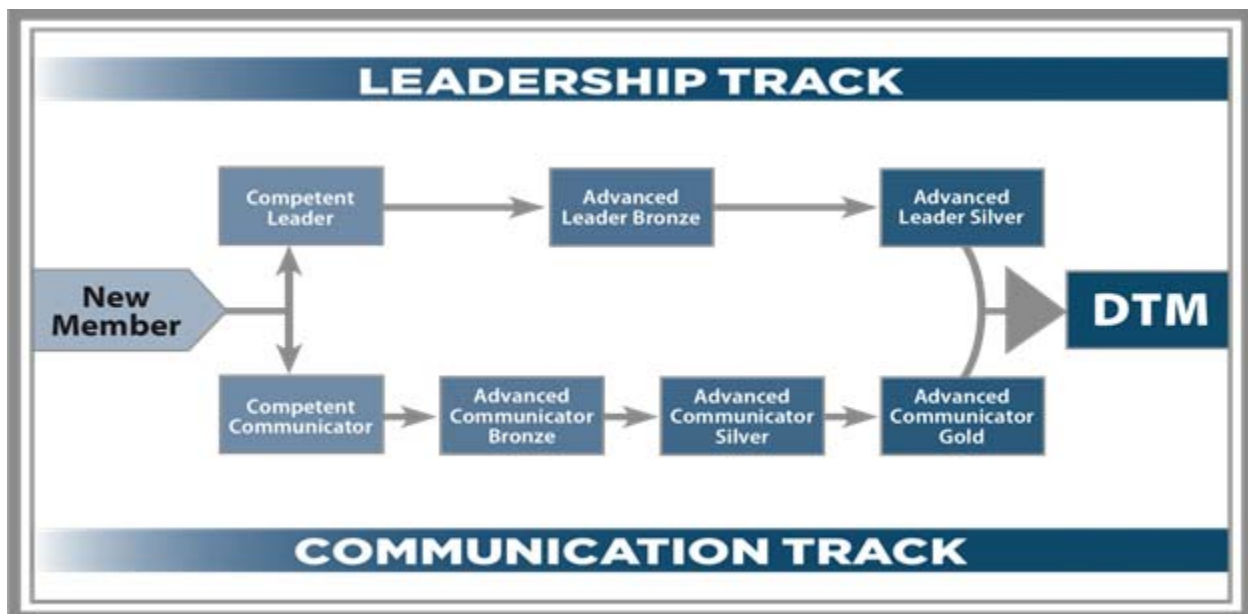 LEADERSHIP TRACK
Competent
Leader
Advanced
Leader Bronze
Advanced
Leader Silver
New
Member
DTM
Competent
Communicator
Advanced
Communicator
Bronze
Advanced
Communicator
Silver
Advanced
Communicator
Gold
COMMUNICATION TRACK